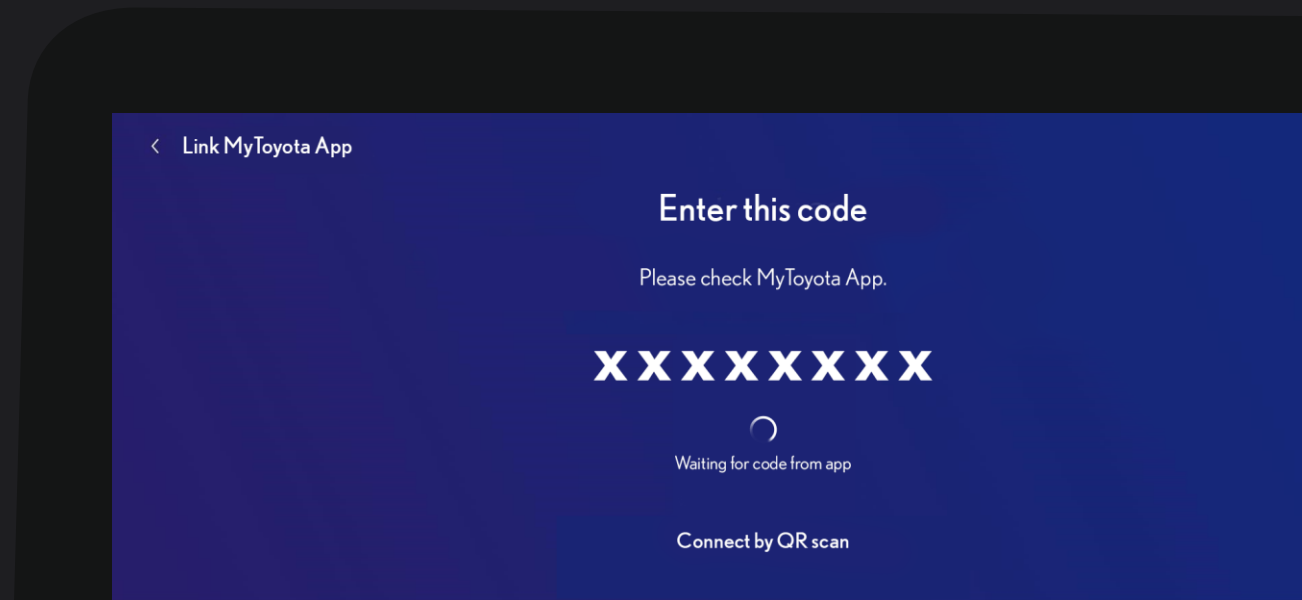 Link MyToyota App
Enter this code
Please check MyToyota App.
x x x x x x x x
Waiting for code from app
Connect by QR scan